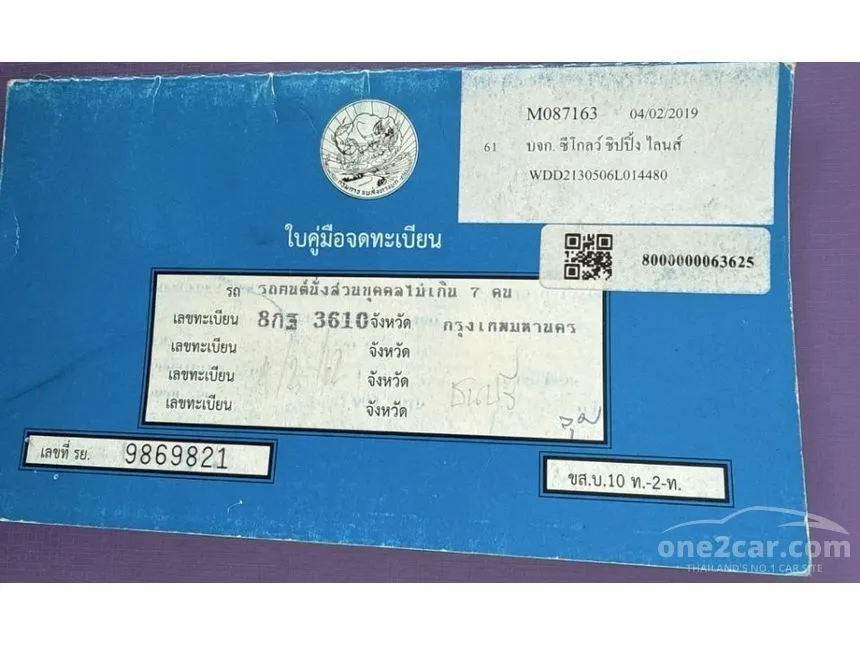 M087163 04/02/2019
61 บจก. ซีโกลว์ ชิปปิ้ง ไลนส์
WDD2130506L014480
ใบคู่มือจดทะเบียน
8000000063625
รถ รถยนต์นั่งส่วนบุคคลไม่เกิน 7 คน
เลขทะเบียน 8กฐ 3610 จังหวัด กรุงเทพมหานคร
เลขทะเบียน จังหวัด
เลขทะเบียน จังหวัด ธนบุรี
เลขทะเบียน จังหวัด
เลขที่ รย. 9869821
ขส.บ.10 ท.-2-ท.
one2car.com
THAILAND'S NO.1 CAR SITE